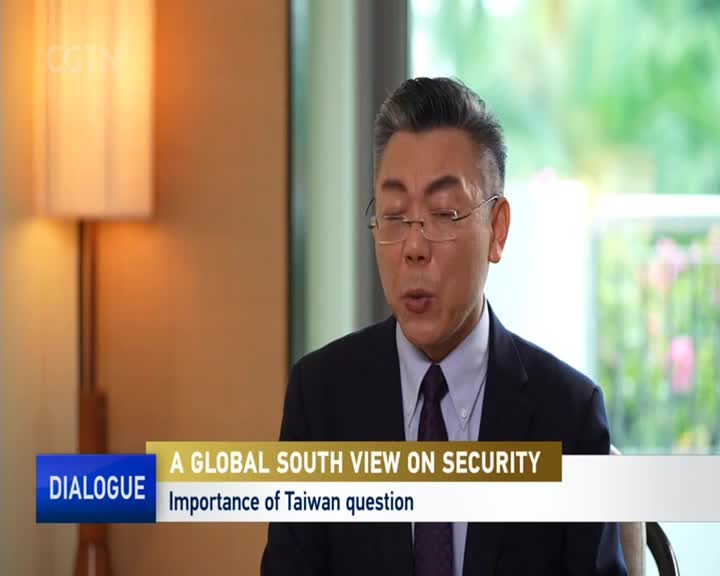 CGTN
A GLOBAL SOUTH VIEW ON SECURITY
DIALOGUE
Importance of Taiwan question